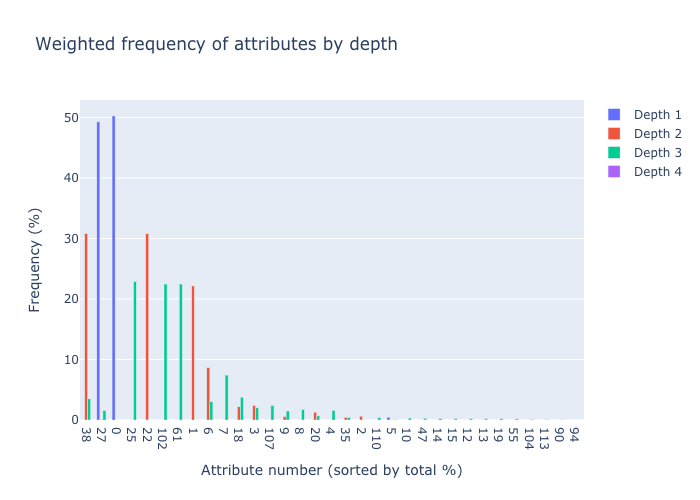 Weighted frequency of attributes by depth
Depth 1
Depth 2
Depth 3
Depth 4
Frequency (%)
50
40
30
20
10
0
38 27 0 25 22 102 61 1 6 7 18 3 107 9 8 20 4 35 2 110 5 10 47 14 15 12 13 19 55 104 113 90 94
Attribute number (sorted by total %)